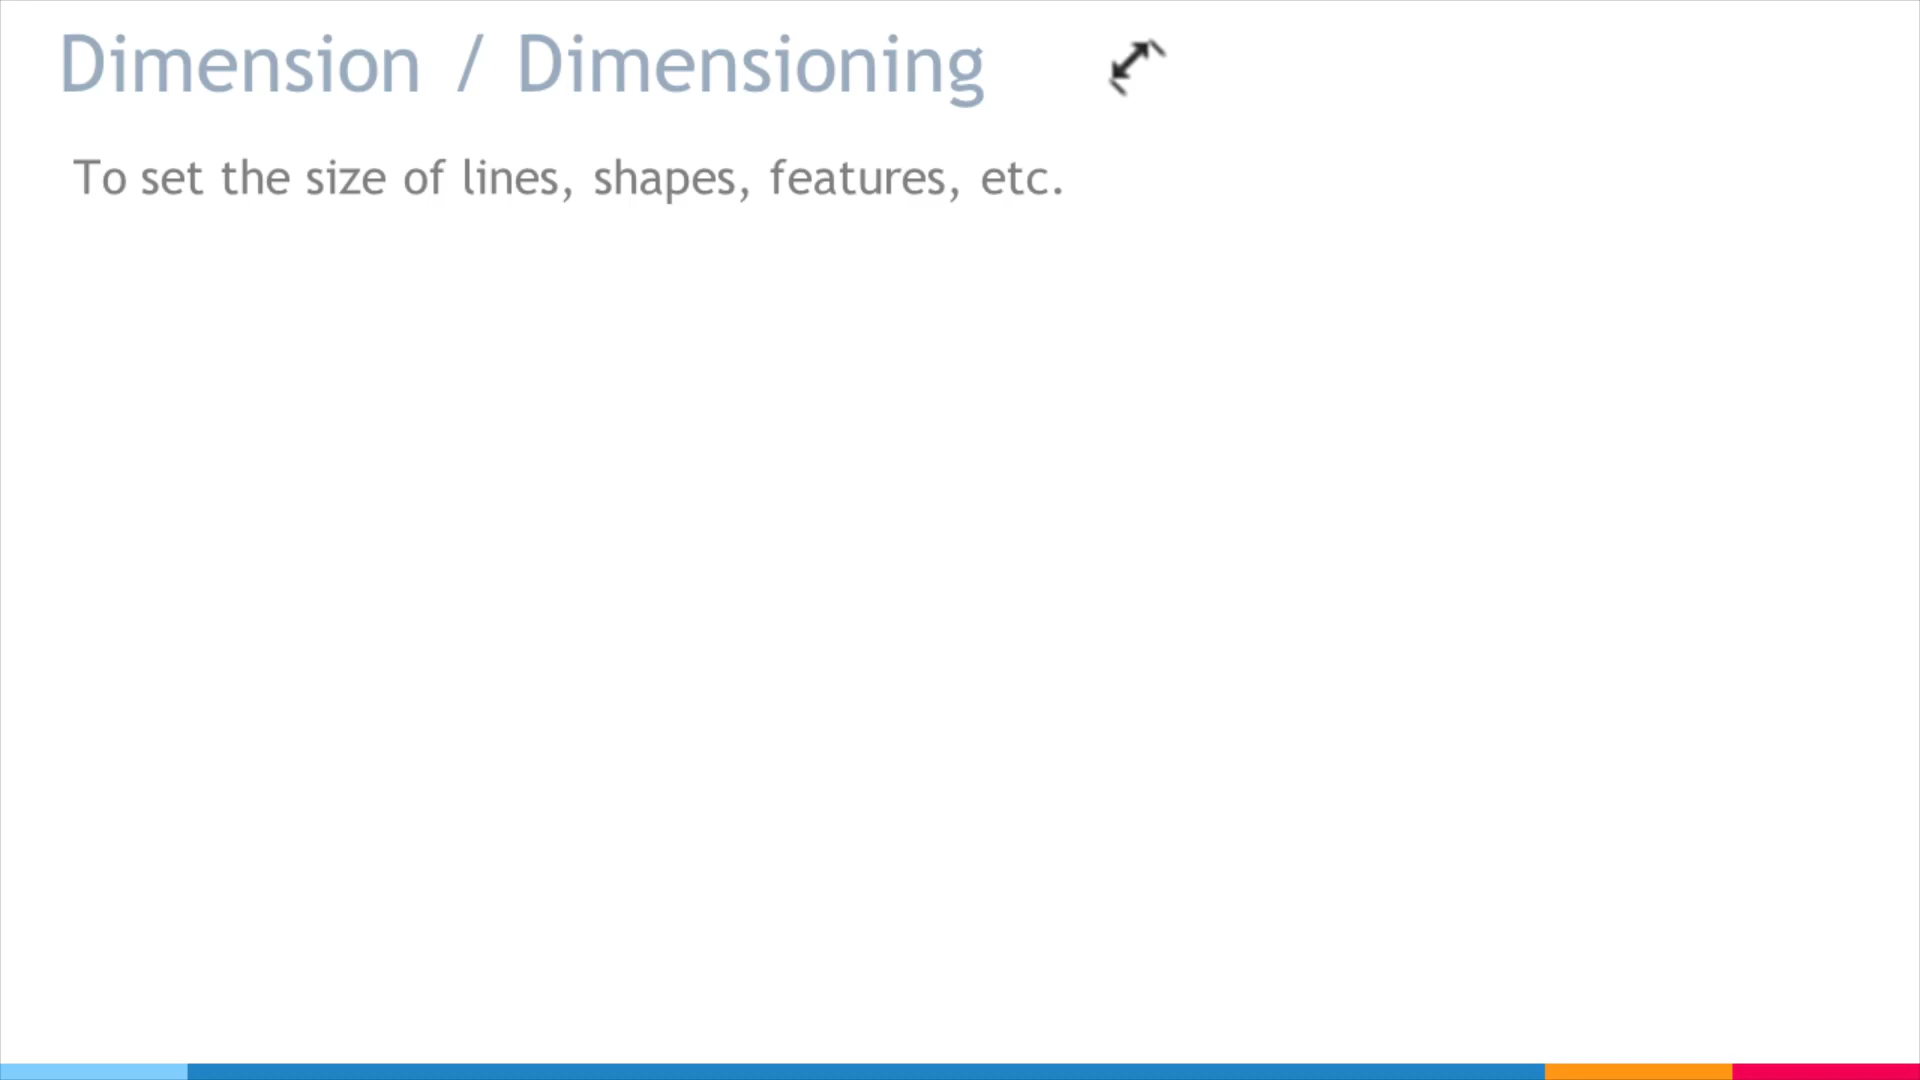 Dimension / Dimensioning
To set the size of lines, shapes, features, etc.